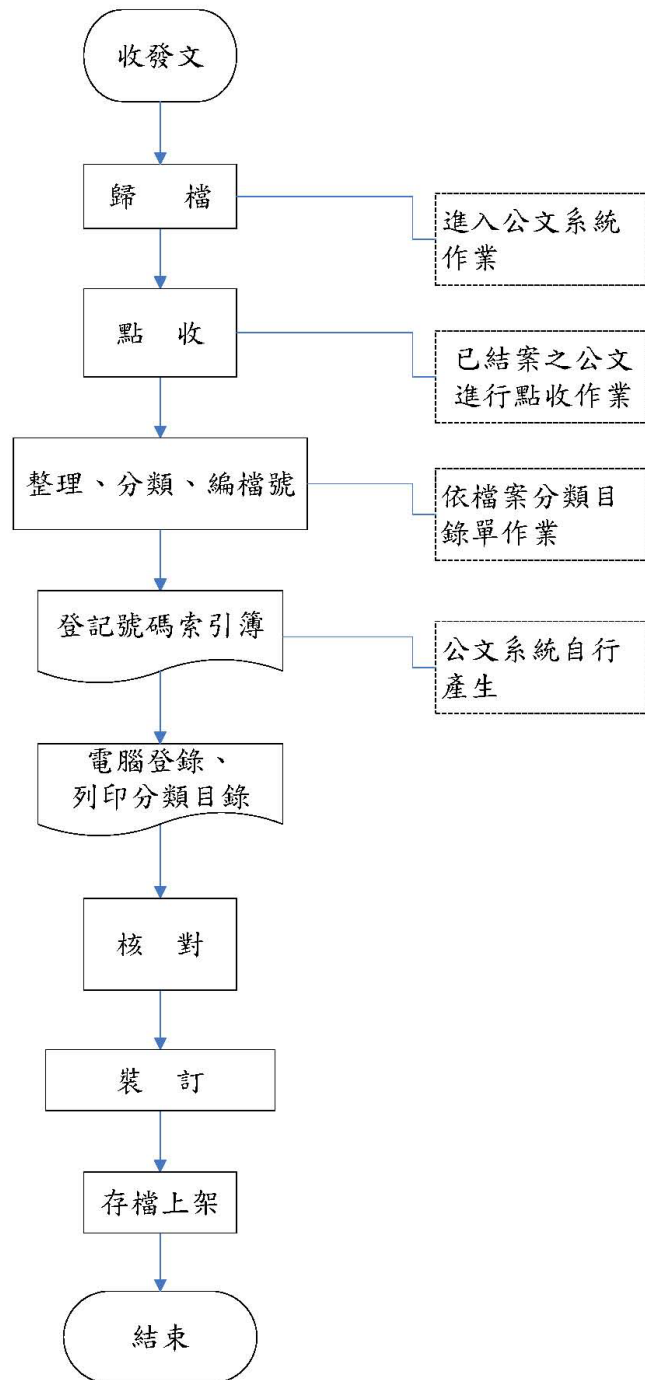 收發文
歸 檔
進入公文系統
作業
點 收
已結案之公文
進行點收作業
整理、分類、編檔號
依檔案分類目
錄單作業
登記號碼索引簿
公文系統自行
產生
電腦登錄、
列印分類目錄
核 對
裝 訂
存檔上架
結束